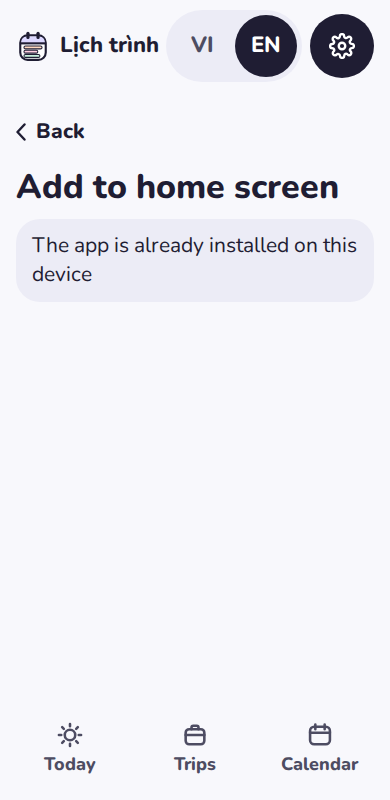 Lịch trình
VI
EN
Back
Add to home screen
The app is already installed on this
device
Today
Trips
Calendar